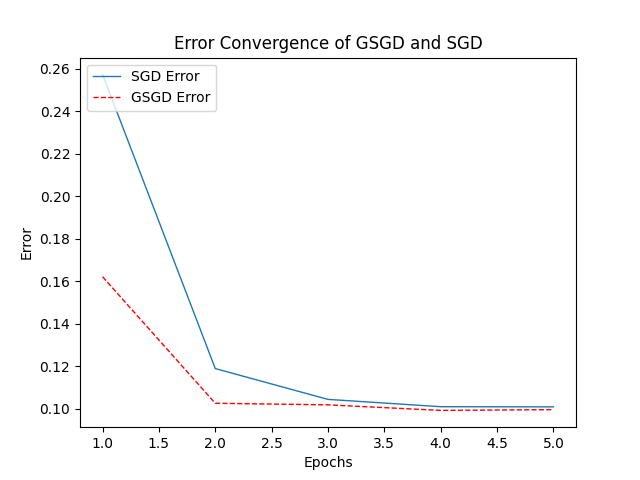 Error Convergence of GSGD and SGD
SGD Error
GSGD Error
Error
0.26
0.24
0.22
0.20
0.18
0.16
0.14
0.12
0.10
1.0 1.5 2.0 2.5 3.0 3.5 4.0 4.5 5.0
Epochs